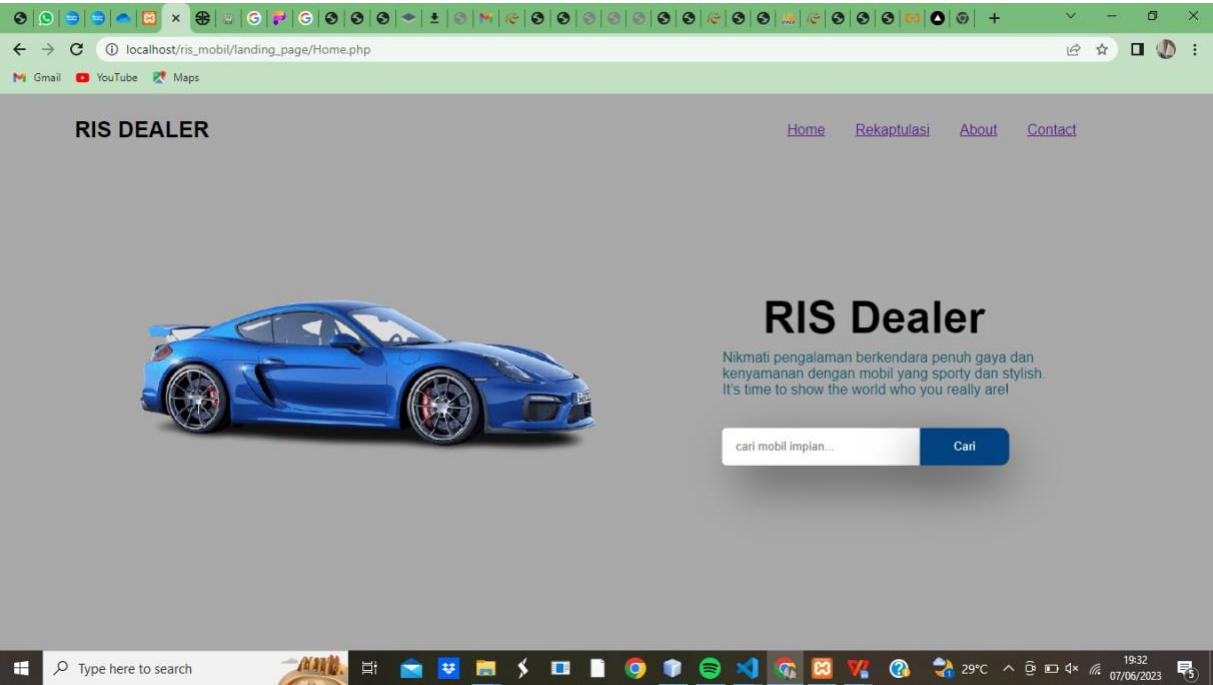 localhost/ris_mobil/landing_page/Home.php
Gmail YouTube Maps
RIS DEALER
Home Rekaptulasi About Contact
RIS Dealer
Nikmati pengalaman berkendara penuh gaya dan
kenyamanan dengan mobil yang sporty dan stylish.
It's time to show the world who you really are!
cari mobil impian...
Cari
Type here to search
29°C
19:32
07/06/2023
5